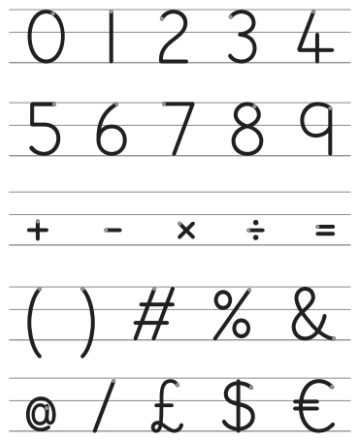 0 1 2 3 4
5 6 7 8 9
+ − × ÷ =
( ) # % &
@ / £ $ €